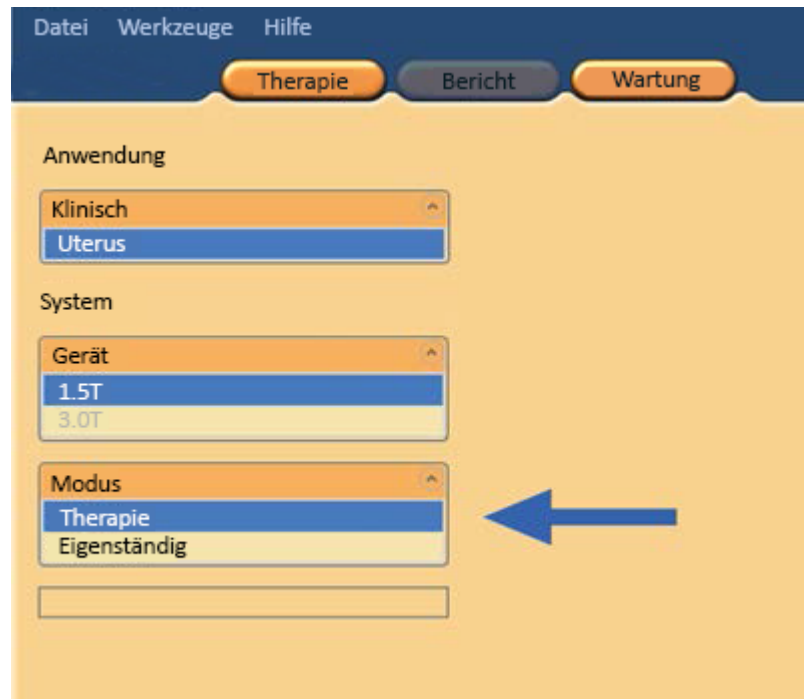 Datei Werkzeuge Hilfe
Therapie Bericht Wartung
Anwendung
Klinisch
Uterus
System
Gerät
1.5T
3.0T
Modus
Therapie
Eigenständig